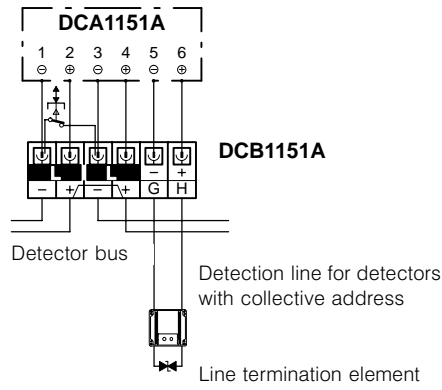 DCA1151A
1 2 3 4 5 6
⊖ ⊕ ⊖ ⊕ ⊖ ⊕
DCB1151A
– +
– + – + G H
Detector bus
Detection line for detectors
with collective address
Line termination element